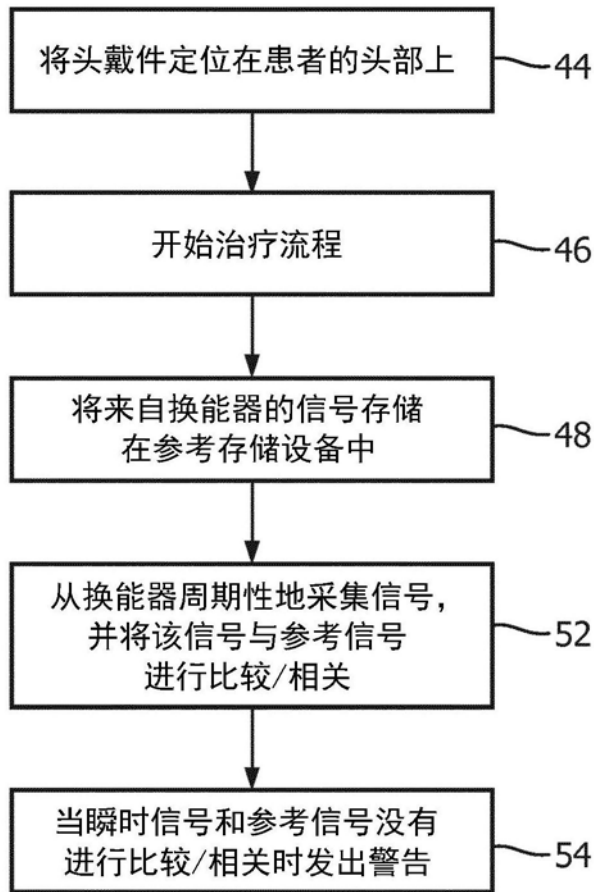 将头戴件定位在患者的头部上
44
开始治疗流程
46
将来自换能器的信号存储
在参考存储设备中
48
从换能器周期性地采集信号，
并将该信号与参考信号
进行比较/相关
52
当瞬时信号和参考信号没有
进行比较/相关时发出警告
54